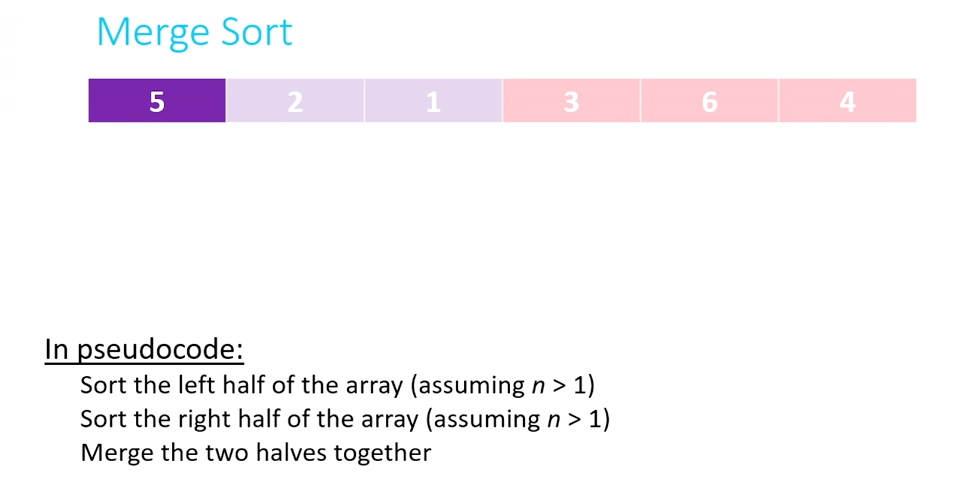 Merge Sort
5 2 1 3 6 4
In pseudocode:
Sort the left half of the array (assuming n > 1)
Sort the right half of the array (assuming n > 1)
Merge the two halves together